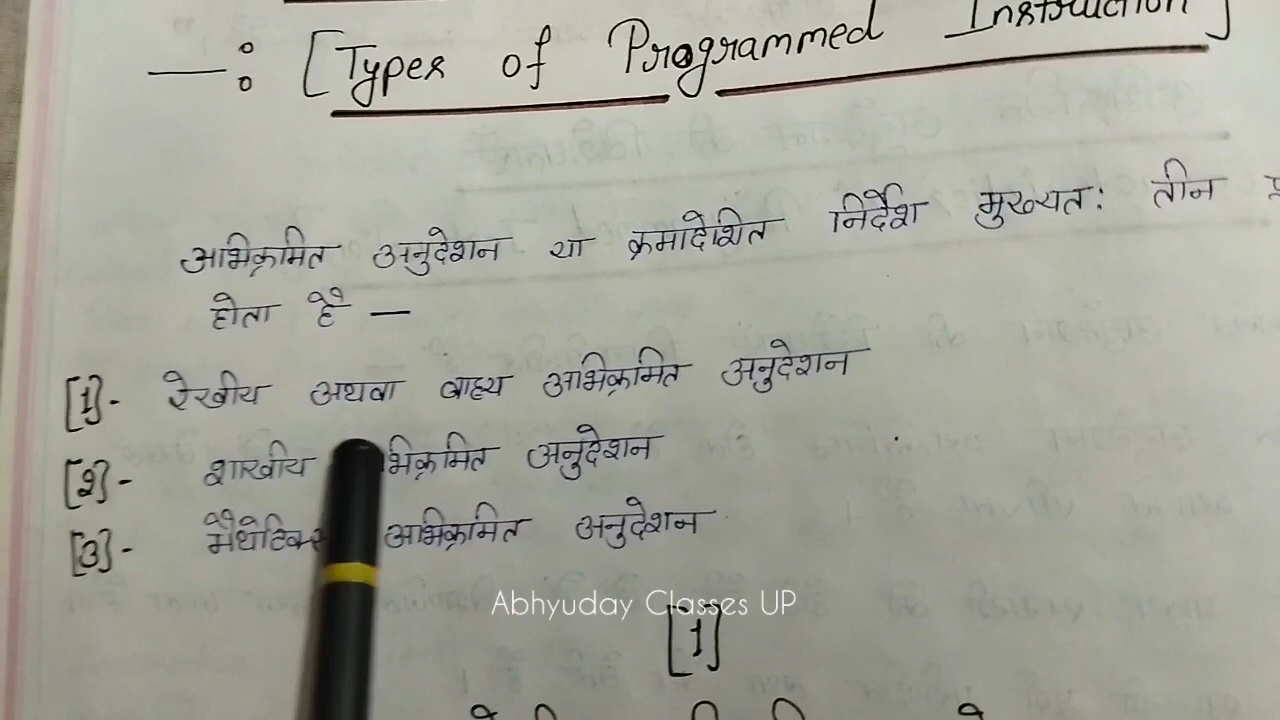 —: [Types of Programmed Instruction]
अभिक्रमित अनुदेशन या क्रमादेशित निर्देश मुख्यतः तीन
होता है —
[1]- रेखीय अथवा बाह्य अभिक्रमित अनुदेशन
[2]- शाखीय अभिक्रमित अनुदेशन
[3]- मैथेटिक्स अभिक्रमित अनुदेशन
Abhyuday Classes UP
[1]